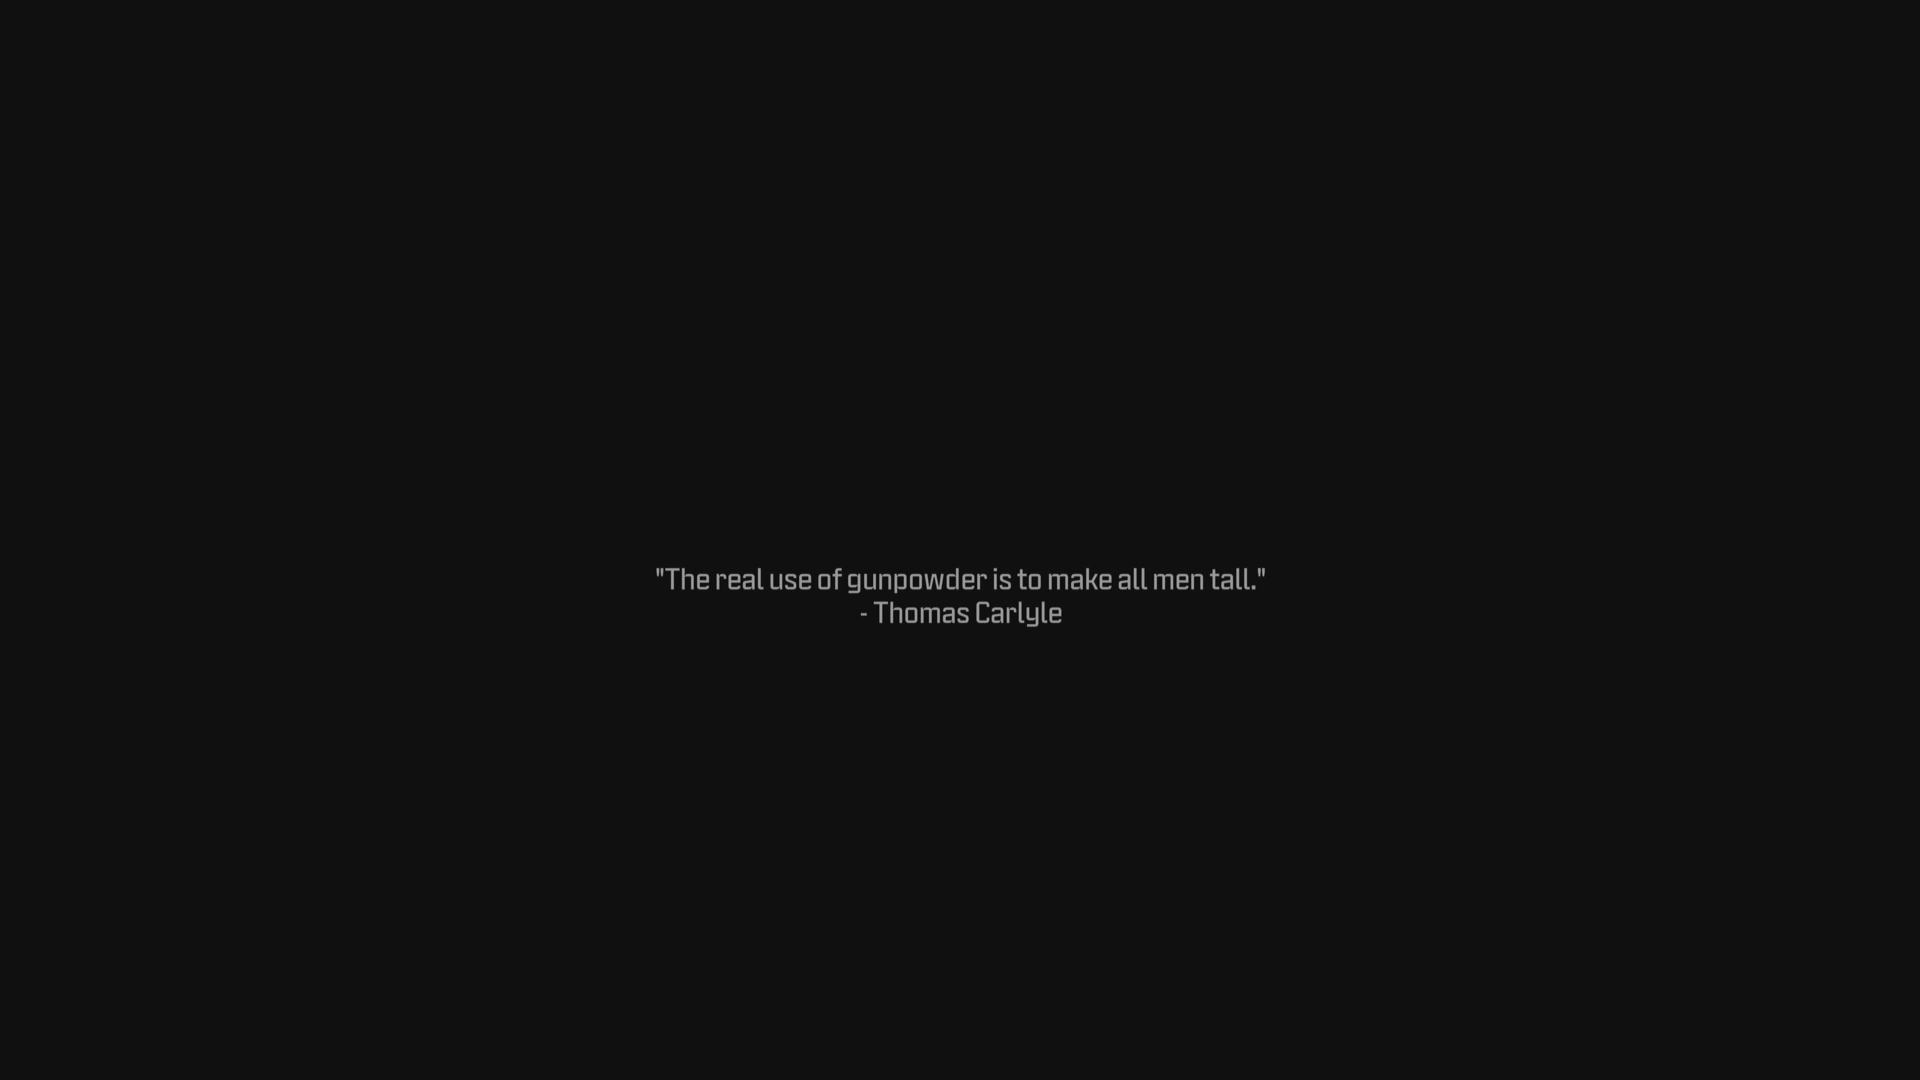 "The real use of gunpowder is to make all men tall."
- Thomas Carlyle